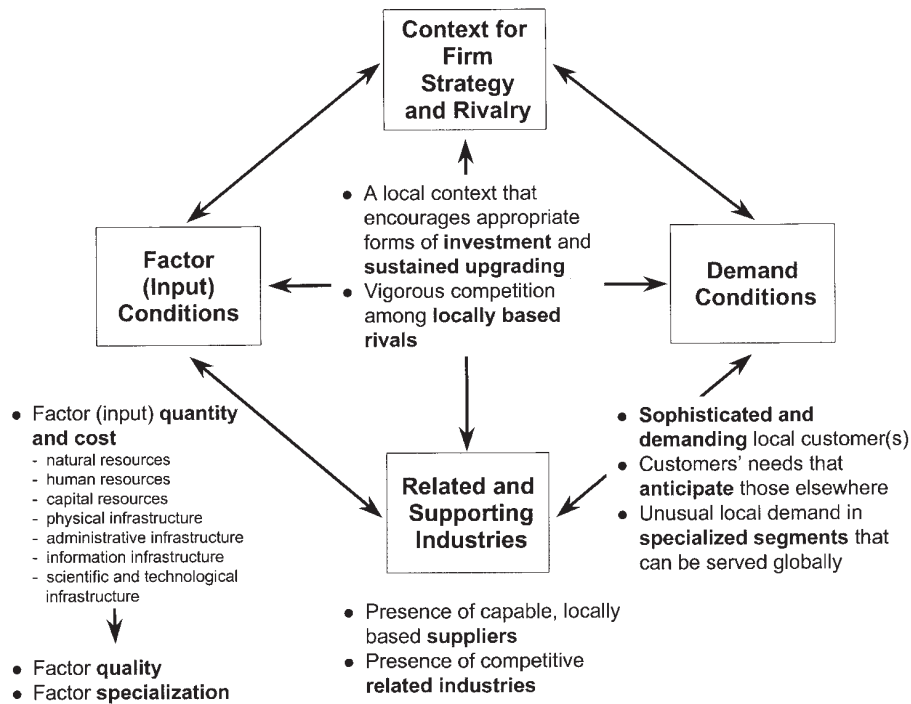 Context for
Firm
Strategy
and Rivalry
● A local context that
encourages appropriate
forms of investment and
sustained upgrading
● Vigorous competition
among locally based
rivals
Factor
(Input)
Conditions
Demand
Conditions
● Factor (input) quantity
and cost
- natural resources
- human resources
- capital resources
- physical infrastructure
- administrative infrastructure
- information infrastructure
- scientific and technological
infrastructure
● Factor quality
● Factor specialization
Related and
Supporting
Industries
● Presence of capable, locally
based suppliers
● Presence of competitive
related industries
● Sophisticated and
demanding local customer(s)
● Customers' needs that
anticipate those elsewhere
● Unusual local demand in
specialized segments that
can be served globally